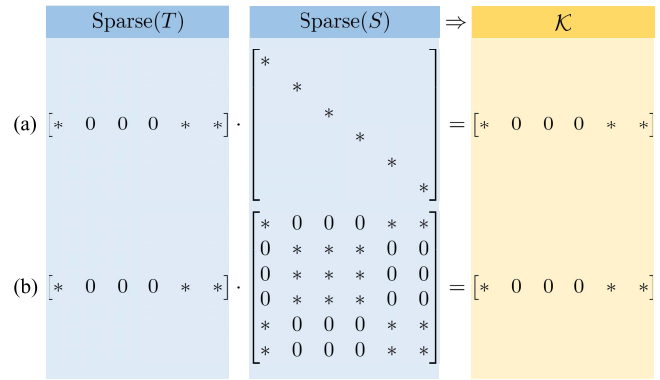 Sparse(T) Sparse(S) ⇒ 𝒦
(a) [∗ 0 0 0 ∗ ∗] · [∗
∗
∗
∗
∗
∗] = [∗ 0 0 0 ∗ ∗]
(b) [∗ 0 0 0 ∗ ∗] · [∗ 0 0 0 ∗ ∗
0 ∗ ∗ ∗ 0 0
0 ∗ ∗ ∗ 0 0
0 ∗ ∗ ∗ 0 0
∗ 0 0 0 ∗ ∗
∗ 0 0 0 ∗ ∗] = [∗ 0 0 0 ∗ ∗]